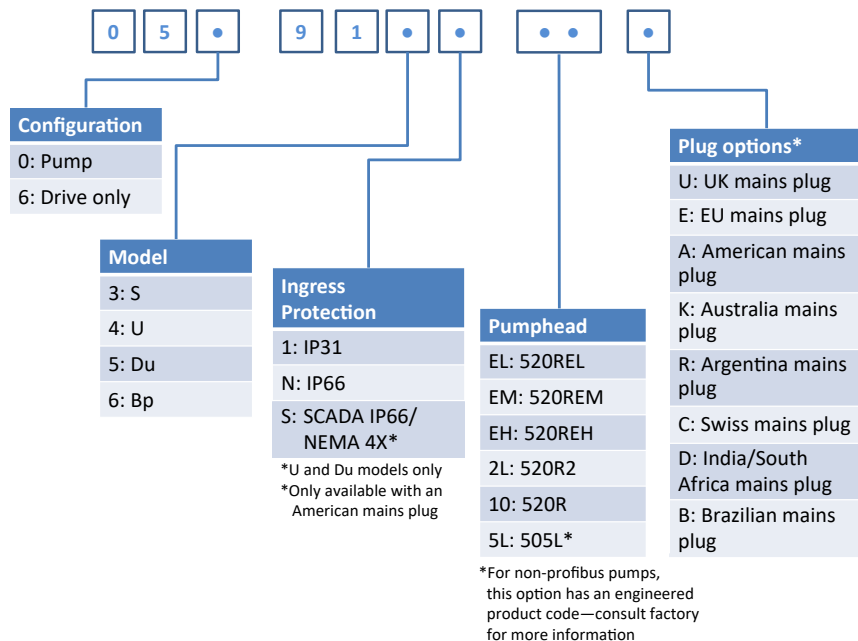 0 5 • 9 1 • • • • •
Configuration
0: Pump
6: Drive only
Model
3: S
4: U
5: Du
6: Bp
Ingress
Protection
1: IP31
N: IP66
S: SCADA IP66/
NEMA 4X*
*U and Du models only
*Only available with an
American mains plug
Pumphead
EL: 520REL
EM: 520REM
EH: 520REH
2L: 520R2
10: 520R
5L: 505L*
*For non-profibus pumps,
this option has an engineered
product code—consult factory
for more information
Plug options*
U: UK mains plug
E: EU mains plug
A: American mains
plug
K: Australia mains
plug
R: Argentina mains
plug
C: Swiss mains plug
D: India/South
Africa mains plug
B: Brazilian mains
plug